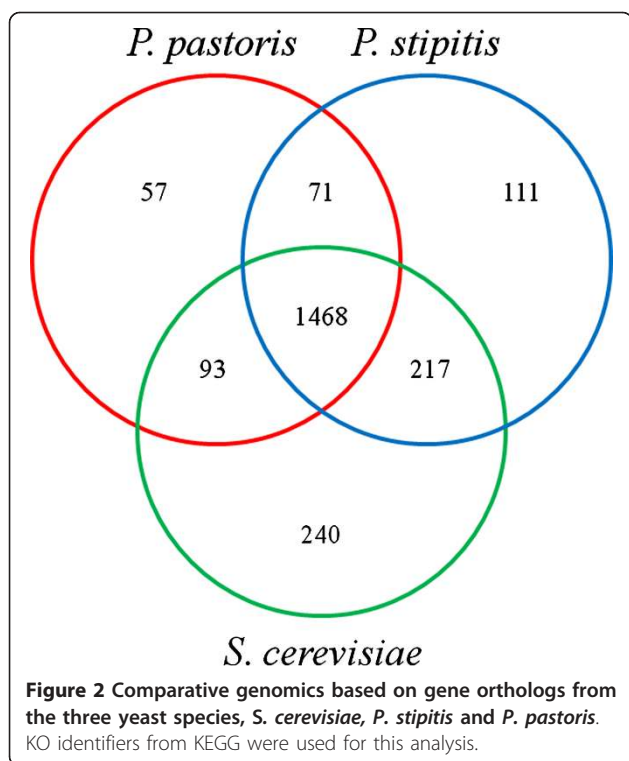 P. pastoris P. stipitis
57 71 111
1468
93 217
240
S. cerevisiae
Figure 2 Comparative genomics based on gene orthologs from
the three yeast species, S. cerevisiae, P. stipitis and P. pastoris.
KO identifiers from KEGG were used for this analysis.